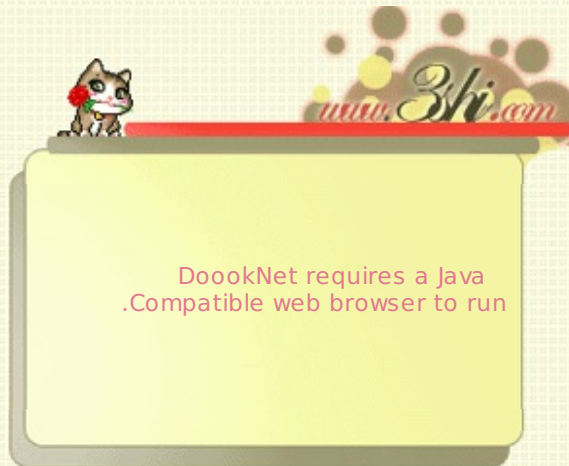 www.3hi.com
DoookNet requires a Java
.Compatible web browser to run